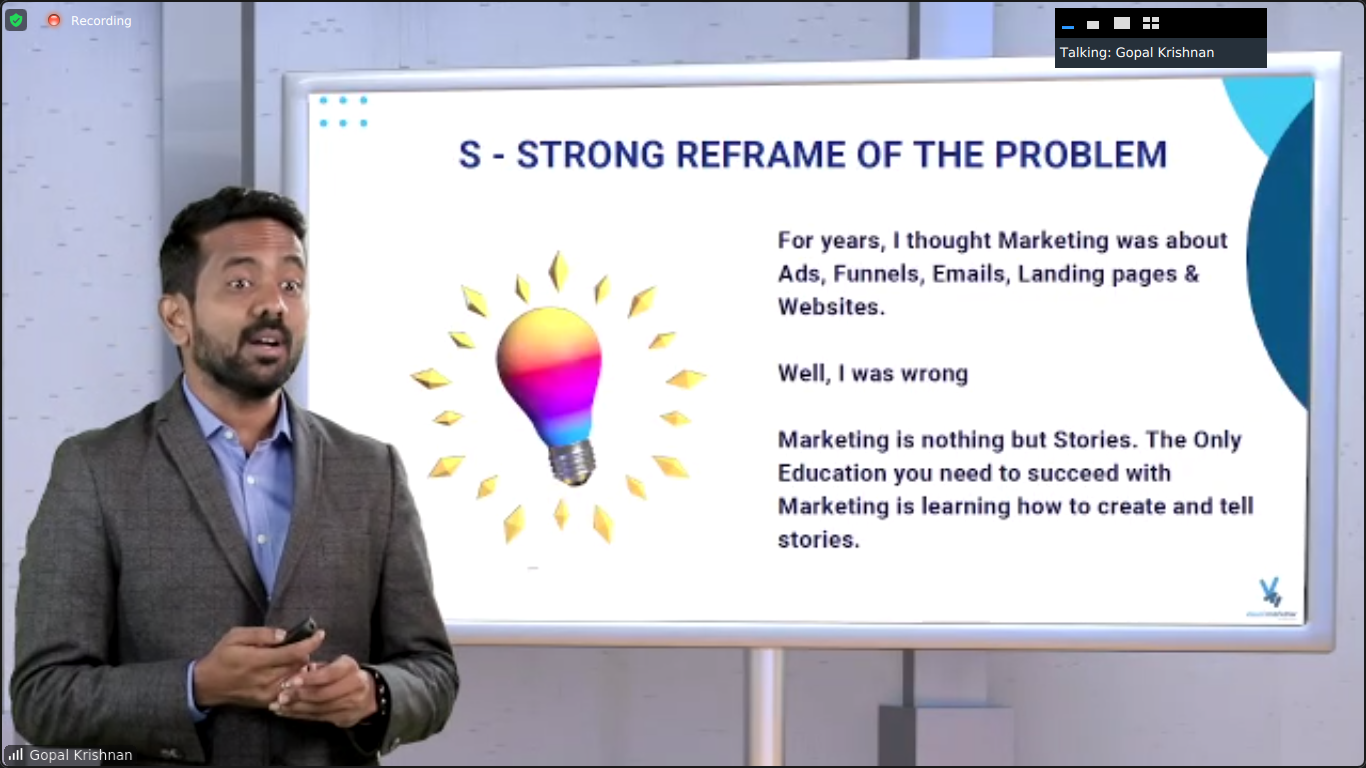 Recording
Talking: Gopal Krishnan
S - STRONG REFRAME OF THE PROBLEM
For years, I thought Marketing was about
Ads, Funnels, Emails, Landing pages &
Websites.
Well, I was wrong
Marketing is nothing but Stories. The Only
Education you need to succeed with
Marketing is learning how to create and tell
stories.
Gopal Krishnan